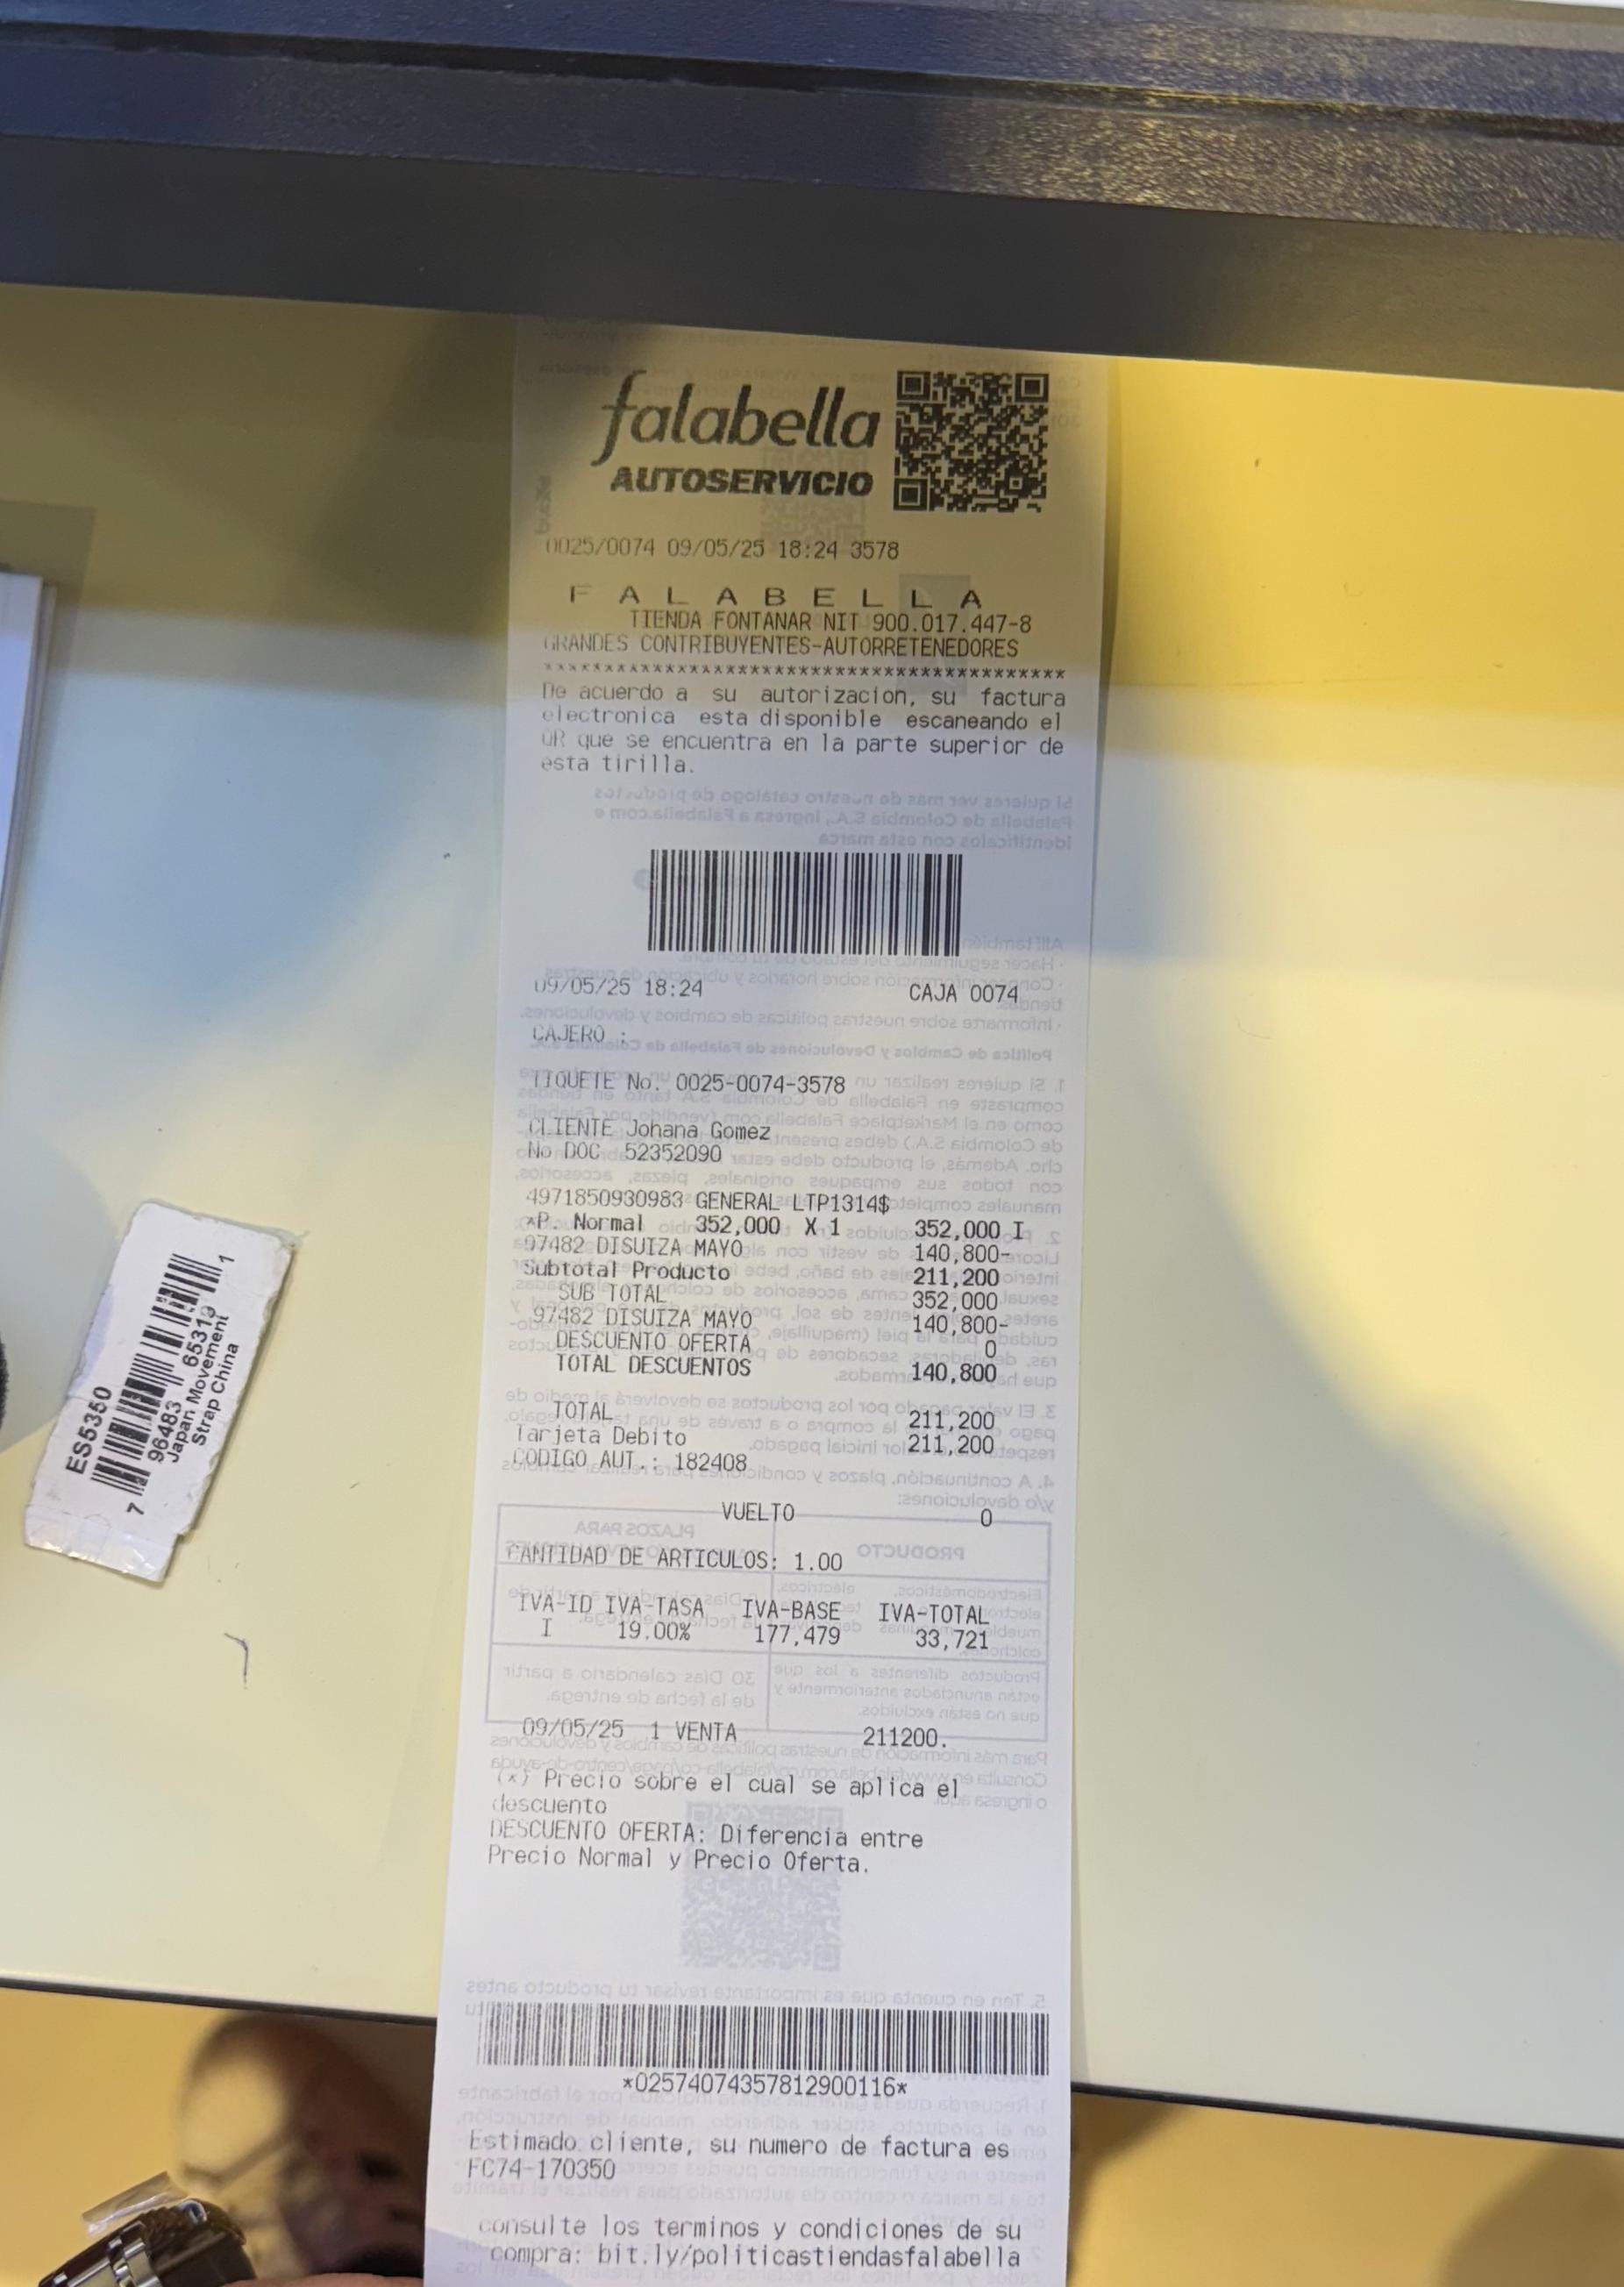 falabella
AUTOSERVICIO
0025/0074 09/05/25 18:24 3578
F A L A B E L L A
TIENDA FONTANAR NIT 900.017.447-8
GRANDES CONTRIBUYENTES-AUTORRETENEDORES
*******************************************
De acuerdo a su autorizacion, su factura
electronica esta disponible escaneando el
QR que se encuentra en la parte superior de
esta tirilla.
09/05/25 18:24 CAJA 0074
CAJERO :
TIQUETE No. 0025-0074-3578
CLIENTE Johana Gomez
No DOC 52352090
4971850930983 GENERAL LTP1314$
*P. Normal 352,000 X 1 352,000 I
97482 DISUIZA MAYO 140,800-
Subtotal Producto 211,200
SUB TOTAL 352,000
97482 DISUIZA MAYO 140,800-
DESCUENTO OFERTA 0
TOTAL DESCUENTOS 140,800
TOTAL 211,200
Tarjeta Debito 211,200
CODIGO AUT.: 182408
VUELTO 0
CANTIDAD DE ARTICULOS: 1.00
IVA-ID IVA-TASA IVA-BASE IVA-TOTAL
I 19.00% 177,479 33,721
09/05/25 1 VENTA 211200.
(*) Precio sobre el cual se aplica el
descuento
DESCUENTO OFERTA: Diferencia entre
Precio Normal y Precio Oferta.
*02574074357812900116*
Estimado cliente, su numero de factura es
FC74-170350
consulte los terminos y condiciones de su
compra: bit.ly/politicastiendasfalabella
ES5350
7 96483 65319 1
Japan Movement
Strap China